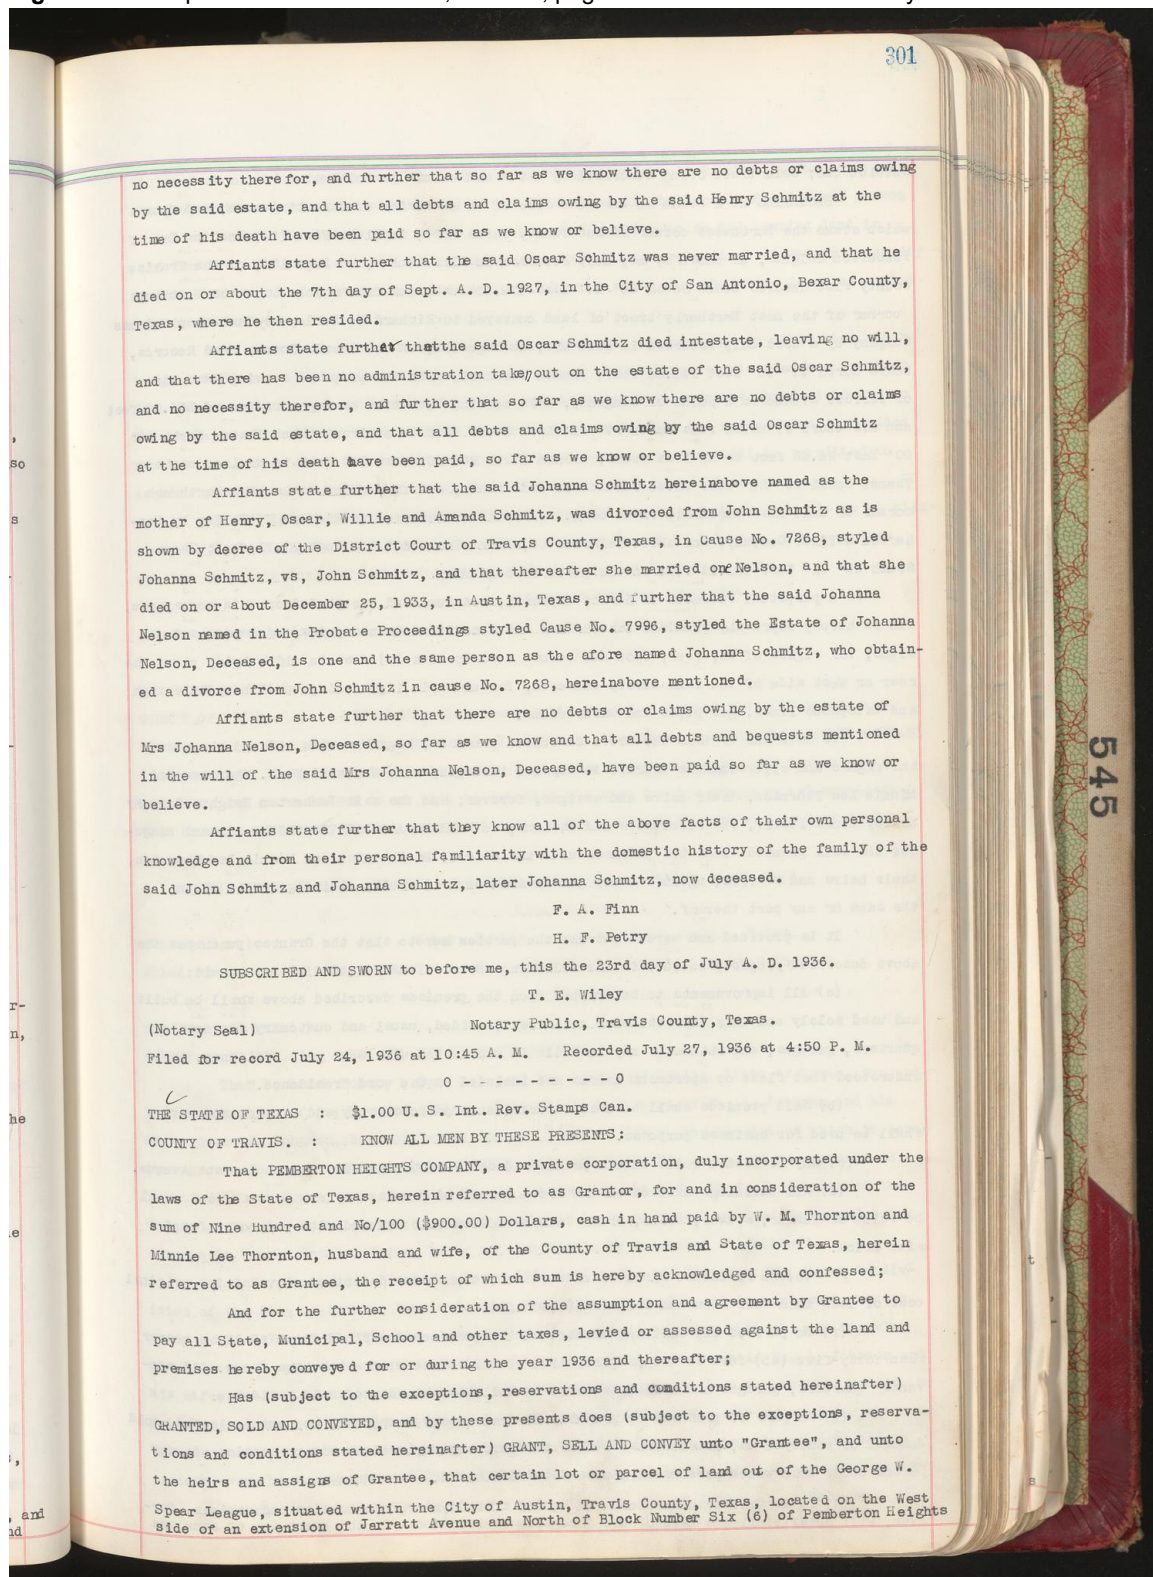 301
no necessity therefor, and further that so far as we know there are no debts or claims owing
by the said estate, and that all debts and claims owing by the said Henry Schmitz at the
time of his death have been paid so far as we know or believe.
Affiants state further that the said Oscar Schmitz was never married, and that he
died on or about the 7th day of Sept. A. D. 1927, in the City of San Antonio, Bexar County,
Texas, where he then resided.
Affiants state further thatthe said Oscar Schmitz died intestate, leaving no will,
and that there has been no administration taken out on the estate of the said Oscar Schmitz,
and no necessity therefor, and further that so far as we know there are no debts or claims
owing by the said estate, and that all debts and claims owing by the said Oscar Schmitz
at the time of his death have been paid, so far as we know or believe.
Affiants state further that the said Johanna Schmitz hereinabove named as the
mother of Henry, Oscar, Willie and Amanda Schmitz, was divorced from John Schmitz as is
shown by decree of the District Court of Travis County, Texas, in Cause No. 7268, styled
Johanna Schmitz, vs, John Schmitz, and that thereafter she married one Nelson, and that she
died on or about December 25, 1933, in Austin, Texas, and further that the said Johanna
Nelson named in the Probate Proceedings styled Cause No. 7996, styled the Estate of Johanna
Nelson, Deceased, is one and the same person as the afore named Johanna Schmitz, who obtain-
ed a divorce from John Schmitz in cause No. 7268, hereinabove mentioned.
Affiants state further that there are no debts or claims owing by the estate of
Mrs Johanna Nelson, Deceased, so far as we know and that all debts and bequests mentioned
in the will of the said Mrs Johanna Nelson, Deceased, have been paid so far as we know or
believe.
Affiants state further that they know all of the above facts of their own personal
knowledge and from their personal familiarity with the domestic history of the family of the
said John Schmitz and Johanna Schmitz, later Johanna Schmitz, now deceased.
F. A. Finn
H. F. Petry
SUBSCRIBED AND SWORN to before me, this the 23rd day of July A. D. 1936.
T. E. Wiley
(Notary Seal) Notary Public, Travis County, Texas.
Filed for record July 24, 1936 at 10:45 A. M. Recorded July 27, 1936 at 4:50 P. M.
0 - - - - - - - - - 0
THE STATE OF TEXAS : $1.00 U. S. Int. Rev. Stamps Can.
COUNTY OF TRAVIS. : KNOW ALL MEN BY THESE PRESENTS:
That PEMBERTON HEIGHTS COMPANY, a private corporation, duly incorporated under the
laws of the State of Texas, herein referred to as Grantor, for and in consideration of the
sum of Nine Hundred and No/100 ($900.00) Dollars, cash in hand paid by W. M. Thornton and
Minnie Lee Thornton, husband and wife, of the County of Travis and State of Texas, herein
referred to as Grantee, the receipt of which sum is hereby acknowledged and confessed;
And for the further consideration of the assumption and agreement by Grantee to
pay all State, Municipal, School and other taxes, levied or assessed against the land and
premises hereby conveyed for or during the year 1936 and thereafter;
Has (subject to the exceptions, reservations and conditions stated hereinafter)
GRANTED, SOLD AND CONVEYED, and by these presents does (subject to the exceptions, reserva-
tions and conditions stated hereinafter) GRANT, SELL AND CONVEY unto "Grantee", and unto
the heirs and assigns of Grantee, that certain lot or parcel of land out of the George W.
Spear League, situated within the City of Austin, Travis County, Texas, located on the West
side of an extension of Jarratt Avenue and North of Block Number Six (6) of Pemberton Heights
545